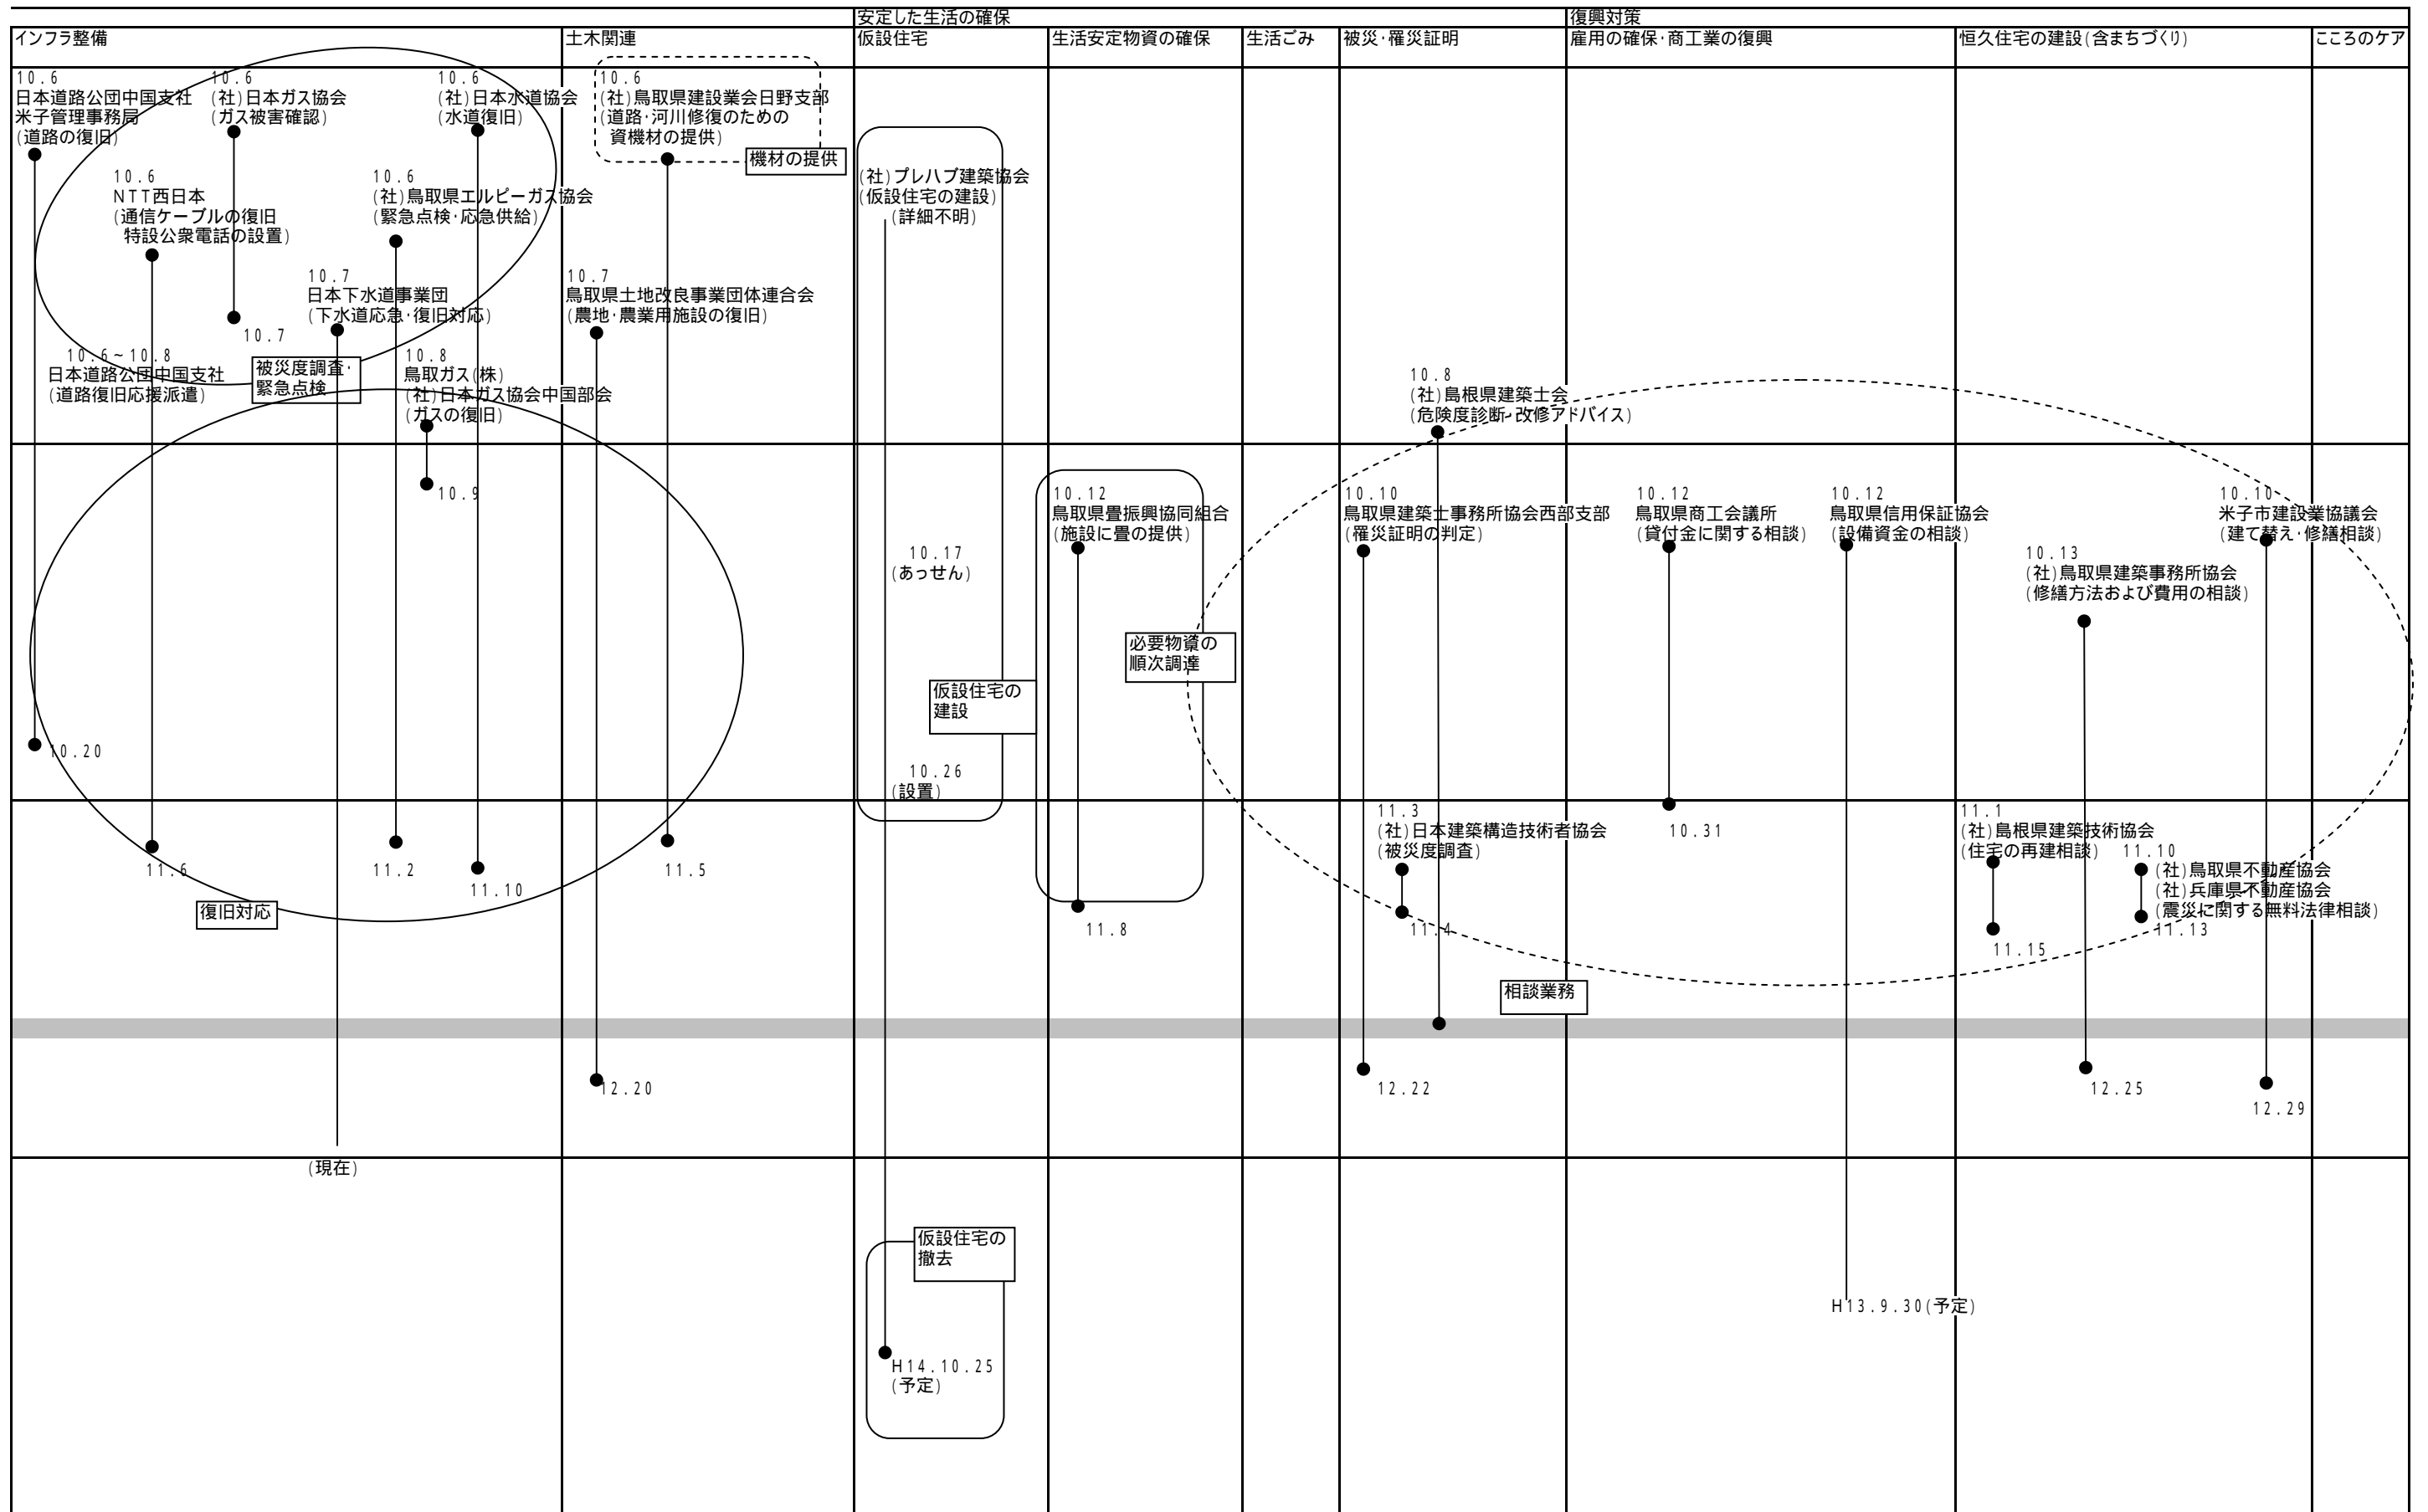 安定した生活の確保
復興対策
インフラ整備
土木関連
仮設住宅
生活安定物資の確保
生活ごみ
被災・罹災証明
雇用の確保・商工業の復興
恒久住宅の建設(含まちづくり)
こころのケア
10.6
日本道路公団中国支社
米子管理事務局
(道路の復旧)
10.6
(社)日本ガス協会
(ガス被害確認)
10.6
(社)日本水道協会
(水道復旧)
10.6
(社)鳥取県建設業会日野支部
(道路・河川修復のための
資機材の提供)
機材の提供
10.6
NTT西日本
(通信ケーブルの復旧
特設公衆電話の設置)
10.6
(社)鳥取県エルピーガス協会
(緊急点検・応急供給)
(社)プレハブ建築協会
(仮設住宅の建設)
(詳細不明)
10.7
日本下水道事業団
(下水道応急・復旧対応)
10.7
鳥取県土地改良事業団体連合会
(農地・農業用施設の復旧)
10.7
10.6~10.8
日本道路公団中国支社
(道路復旧応援派遣)
被災度調査・
緊急点検
10.8
鳥取ガス(株)
(社)日本ガス協会中国部会
(ガスの復旧)
10.8
(社)島根県建築士会
(危険度診断・改修アドバイス)
10.9
10.12
鳥取県畳振興協同組合
(施設に畳の提供)
10.10
鳥取県建築士事務所協会西部支部
(罹災証明の判定)
10.12
鳥取県商工会議所
(貸付金に関する相談)
10.12
鳥取県信用保証協会
(設備資金の相談)
10.10
米子市建設業協議会
(建て替え・修繕相談)
10.13
(社)鳥取県建築事務所協会
(修繕方法および費用の相談)
10.17
(あっせん)
必要物資の
順次調達
仮設住宅の
建設
10.20
10.26
(設置)
11.3
(社)日本建築構造技術者協会
(被災度調査)
10.31
11.1
(社)島根県建築技術協会
(住宅の再建相談)
11.10
(社)鳥取県不動産協会
(社)兵庫県不動産協会
(震災に関する無料法律相談)
11.6
11.2
11.10
11.5
復旧対応
11.8
11.4
11.13
11.15
相談業務
12.20
12.22
12.25
12.29
(現在)
仮設住宅の
撤去
H13.9.30(予定)
H14.10.25
(予定)